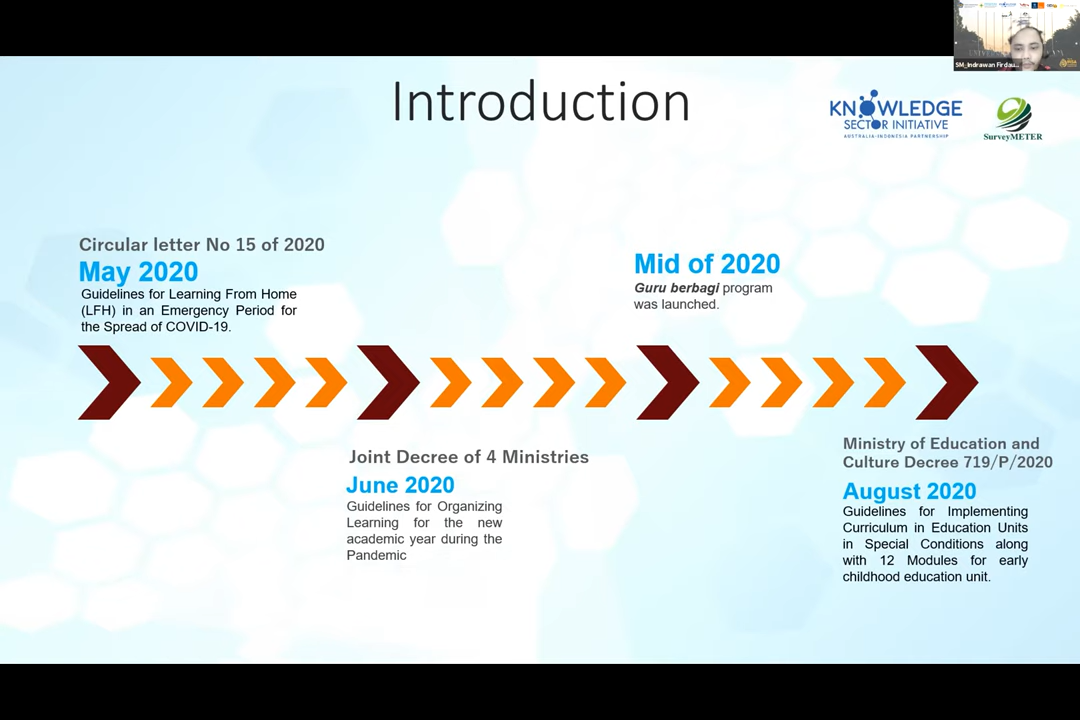 Introduction
KNOWLEDGE
SECTOR INITIATIVE
AUSTRALIA-INDONESIA PARTNERSHIP
SurveyMETER
SM_Indrawan Firdau...
Circular letter No 15 of 2020
May 2020
Guidelines for Learning From Home
(LFH) in an Emergency Period for
the Spread of COVID-19.
Mid of 2020
Guru berbagi program
was launched.
Joint Decree of 4 Ministries
June 2020
Guidelines for Organizing
Learning for the new
academic year during the
Pandemic
Ministry of Education and
Culture Decree 719/P/2020
August 2020
Guidelines for Implementing
Curriculum in Education Units
in Special Conditions along
with 12 Modules for early
childhood education unit.